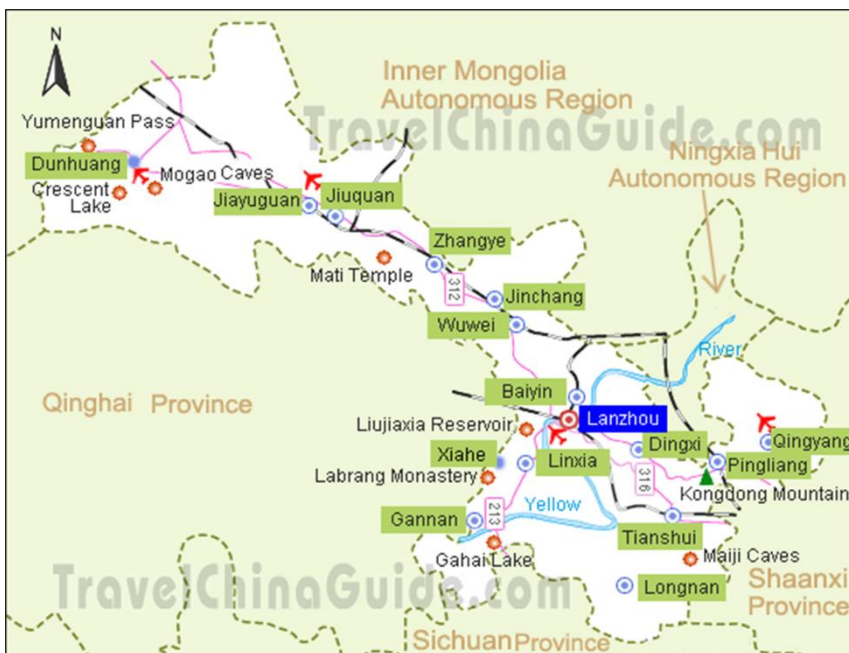 N
Inner Mongolia
Autonomous Region
TravelChinaGuide.com
Yumenguan Pass
Ningxia Hui
Autonomous Region
Dunhuang
Mogao Caves
Crescent
Lake
Jiayuguan
Jiuquan
Zhangye
Mati Temple
312
Jinchang
Wuwei
River
Baiyin
Qinghai Province
Liujiaxia Reservoir
Lanzhou
Xiahe
Linxia
Dingxi
Qingyang
Pingliang
Labrang Monastery
316
Kongdong Mountain
213
Yellow
Gannan
Tianshui
Gahai Lake
Maiji Caves
TravelChinaGuide.com
Longnan
Shaanxi
Province
Sichuan Province